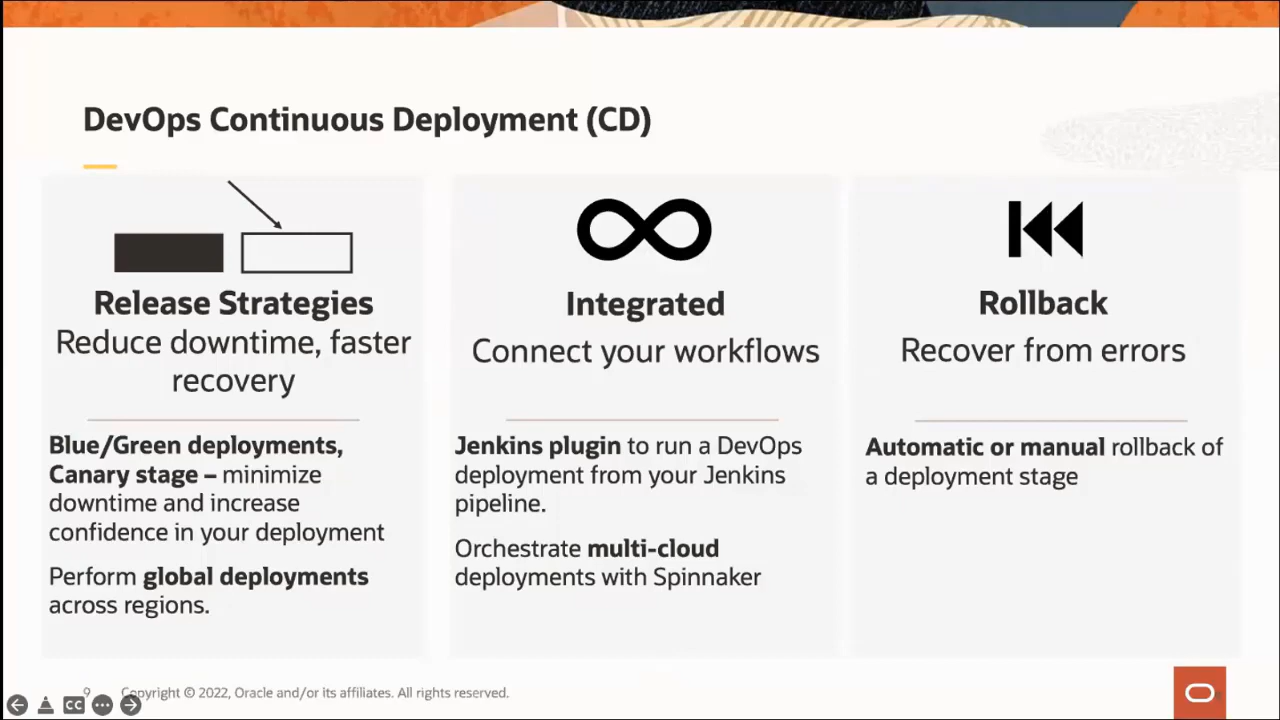 DevOps Continuous Deployment (CD)
Release Strategies
Reduce downtime, faster
recovery
Blue/Green deployments,
Canary stage – minimize
downtime and increase
confidence in your deployment
Perform global deployments
across regions.
Integrated
Connect your workflows
Jenkins plugin to run a DevOps
deployment from your Jenkins
pipeline.
Orchestrate multi-cloud
deployments with Spinnaker
Rollback
Recover from errors
Automatic or manual rollback of
a deployment stage
9 Copyright © 2022, Oracle and/or its affiliates. All rights reserved.
CC